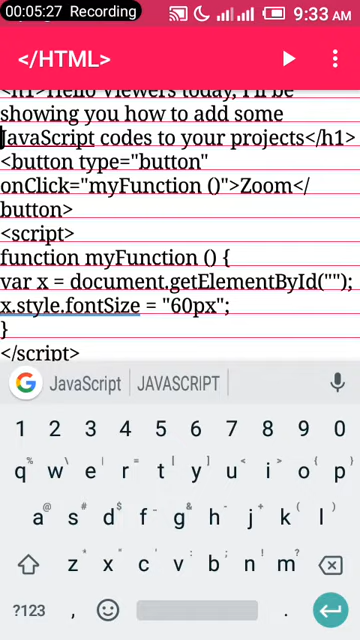 00:05:27 Recording
9:33 AM
</HTML>
<h1>Hello Viewers today, I'll be
showing you how to add some
JavaScript codes to your projects</h1>
<button type="button"
onClick="myFunction ()">Zoom</
button>
<script>
function myFunction () {
var x = document.getElementById("");
x.style.fontSize = "60px";
}
</script>
G JavaScript JAVASCRIPT
1 2 3 4 5 6 7 8 9 0
% \ | = [ ] < > { }
q w e r t y u i o p
@ # $ - & - + ( )
a s d f g h j k l
* " ' : ; ! ?
z x c v b n m
?123 , .